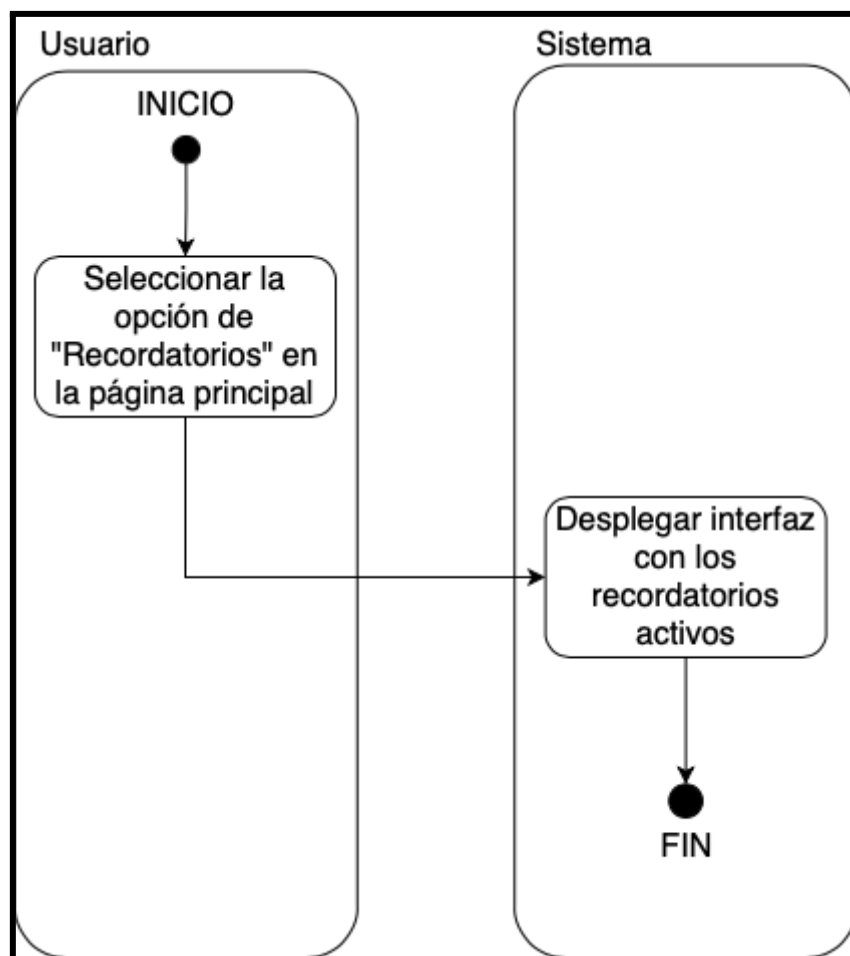 Usuario
Sistema
INICIO
Seleccionar la
opción de
"Recordatorios" en
la página principal
Desplegar interfaz
con los
recordatorios
activos
FIN